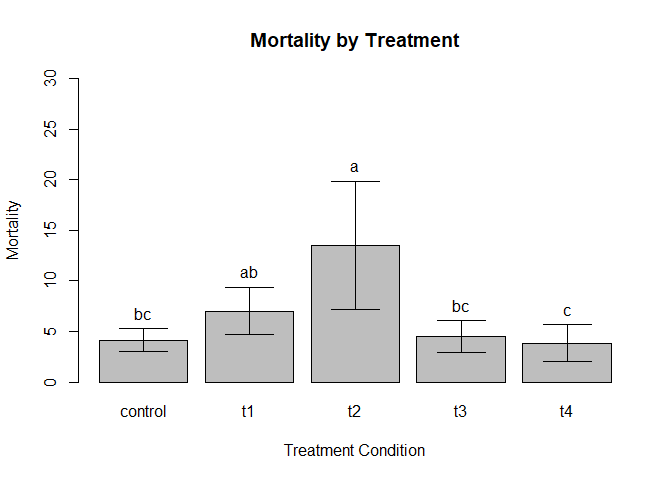 Mortality by Treatment
30
25
20
15
10
5
0
Mortality
bc
ab
a
bc
c
control t1 t2 t3 t4
Treatment Condition